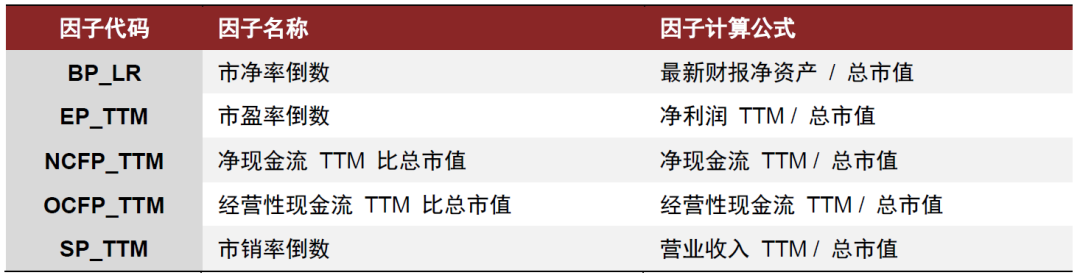 因子代码 因子名称 因子计算公式
BP_LR 市净率倒数 最新财报净资产 / 总市值
EP_TTM 市盈率倒数 净利润 TTM / 总市值
NCFP_TTM 净现金流 TTM 比总市值 净现金流 TTM / 总市值
OCFP_TTM 经营性现金流 TTM 比总市值 经营性现金流 TTM / 总市值
SP_TTM 市销率倒数 营业收入 TTM / 总市值